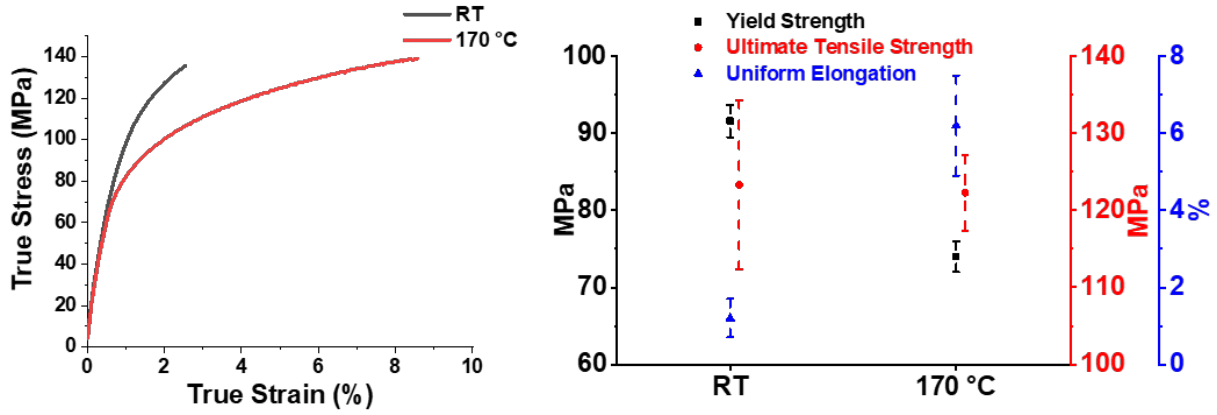 RT
170 °C
True Stress (MPa)
140
120
100
80
60
40
20
0
0 2 4 6 8 10
True Strain (%)
Yield Strength
Ultimate Tensile Strength
Uniform Elongation
MPa
100
90
80
70
60
RT 170 °C
140
130
120
110
100
MPa
8
6
4
2
0
%